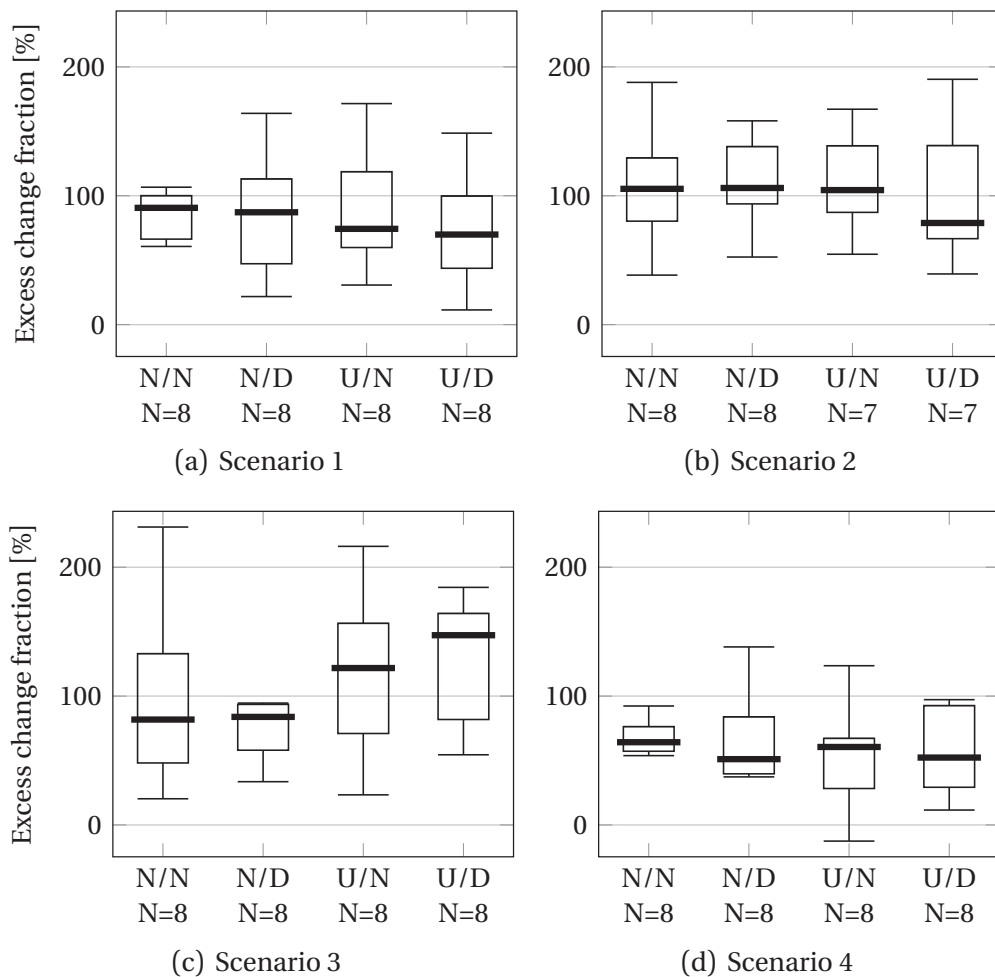 Excess change fraction [%]
200
100
0
N/N N/D U/N U/D
N=8 N=8 N=8 N=8
(a) Scenario 1
200
100
0
N/N N/D U/N U/D
N=8 N=8 N=7 N=7
(b) Scenario 2
Excess change fraction [%]
200
100
0
N/N N/D U/N U/D
N=8 N=8 N=8 N=8
(c) Scenario 3
200
100
0
N/N N/D U/N U/D
N=8 N=8 N=8 N=8
(d) Scenario 4